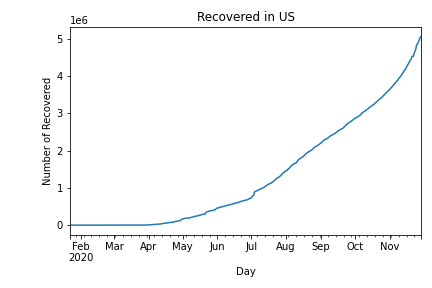 Recovered in US
1e6
Number of Recovered
5
4
3
2
1
0
Feb Mar Apr May Jun Jul Aug Sep Oct Nov
2020
Day